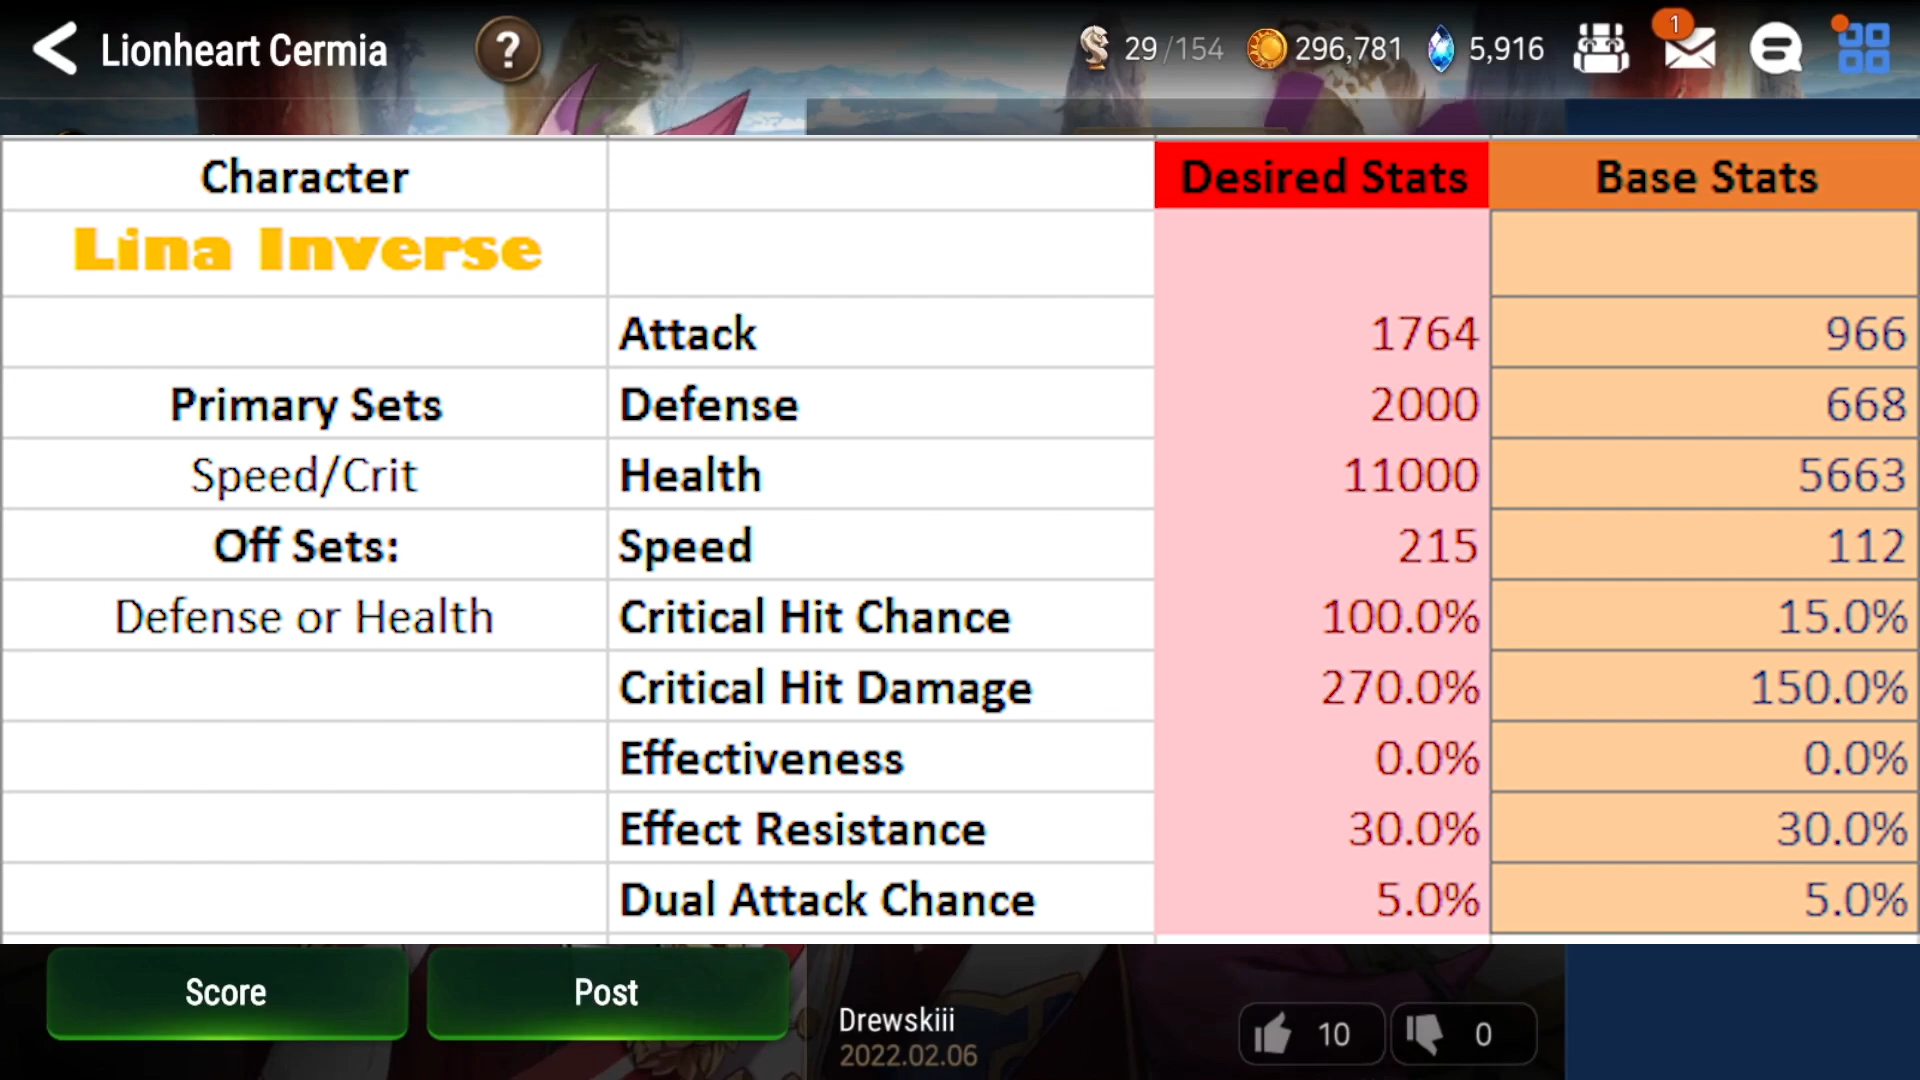 Lionheart Cermia ? 29/154 296,781 5,916 1
Character Desired Stats Base Stats
Lina Inverse
Attack 1764 966
Primary Sets Defense 2000 668
Speed/Crit Health 11000 5663
Off Sets: Speed 215 112
Defense or Health Critical Hit Chance 100.0% 15.0%
Critical Hit Damage 270.0% 150.0%
Effectiveness 0.0% 0.0%
Effect Resistance 30.0% 30.0%
Dual Attack Chance 5.0% 5.0%
Score Post
Drewskiii 10 0
2022.02.06